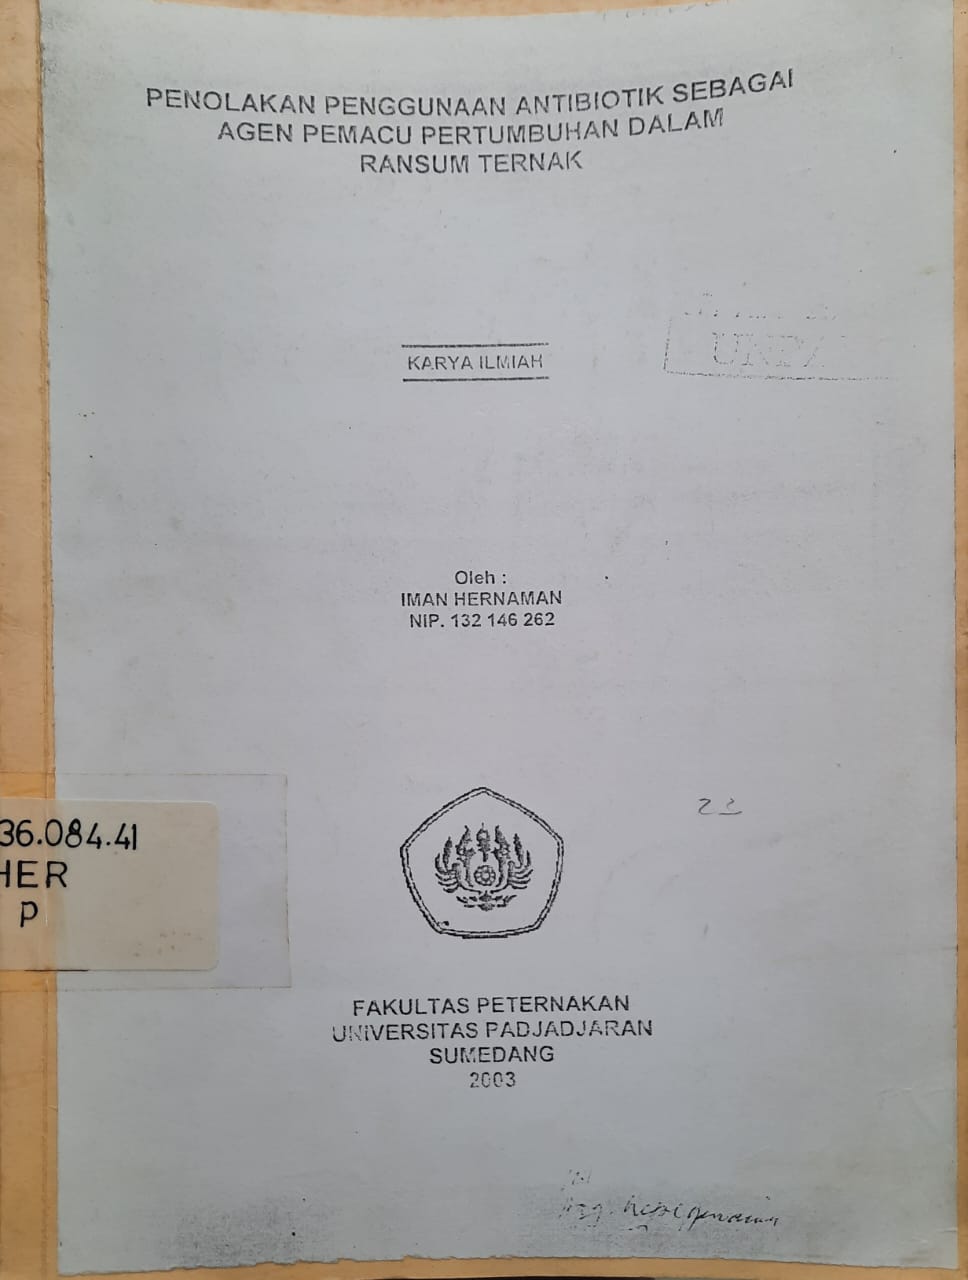 PENOLAKAN PENGGUNAAN ANTIBIOTIK SEBAGAI
AGEN PEMACU PERTUMBUHAN DALAM
RANSUM TERNAK
KARYA ILMIAH
Oleh :
IMAN HERNAMAN
NIP. 132 146 262
36.084.41
HER
p
FAKULTAS PETERNAKAN
UNIVERSITAS PADJADJARAN
SUMEDANG
2003